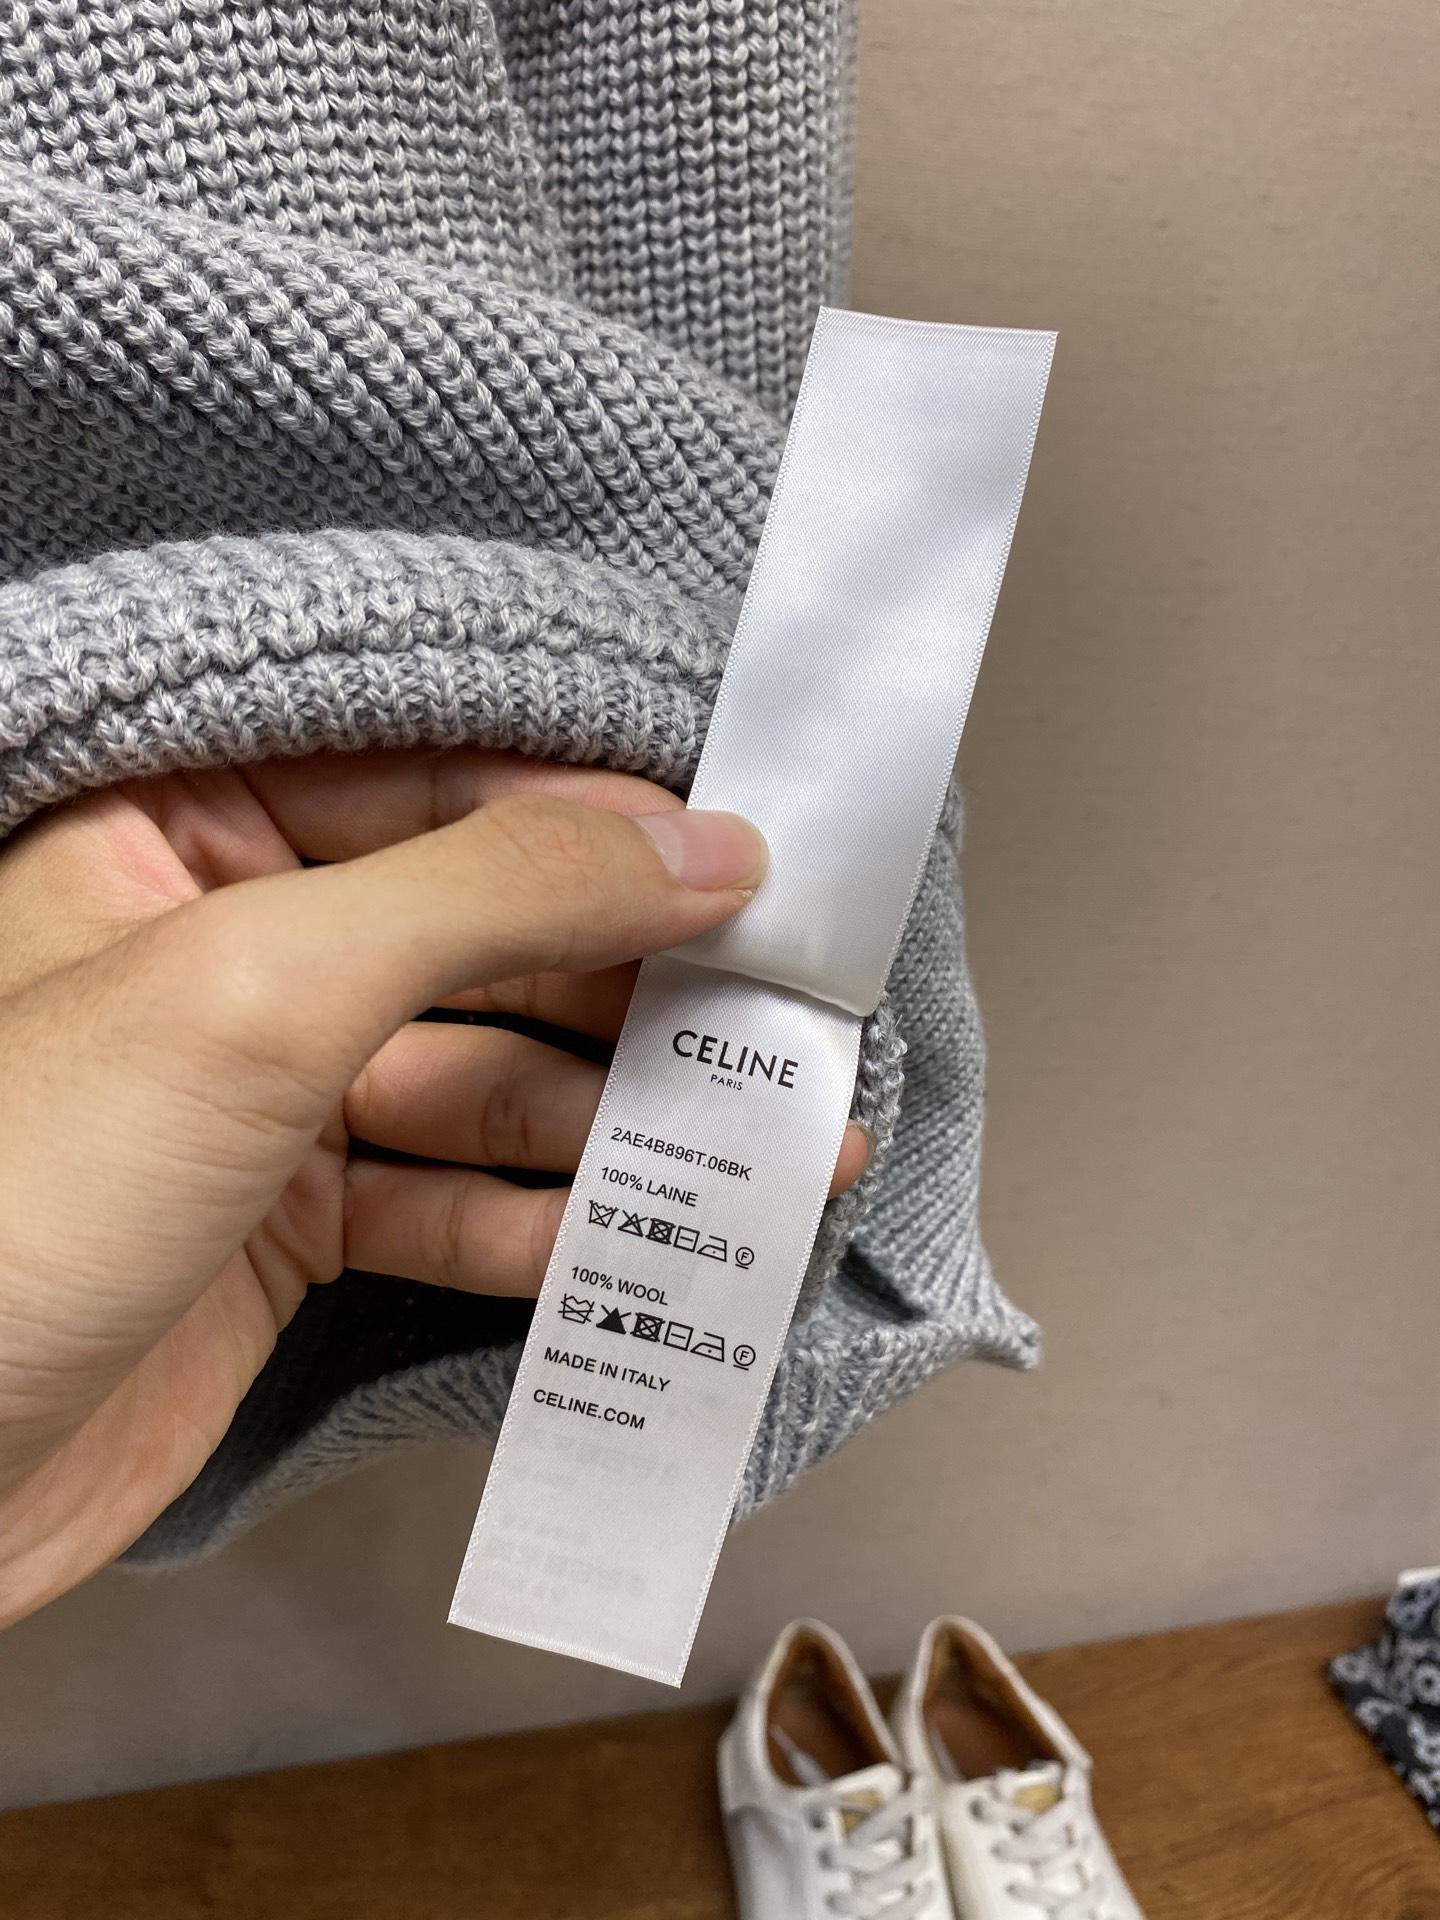 CELINE
PARIS
2AE4B896T.06BK
100% LAINE
F
100% WOOL
F
MADE IN ITALY
CELINE.COM